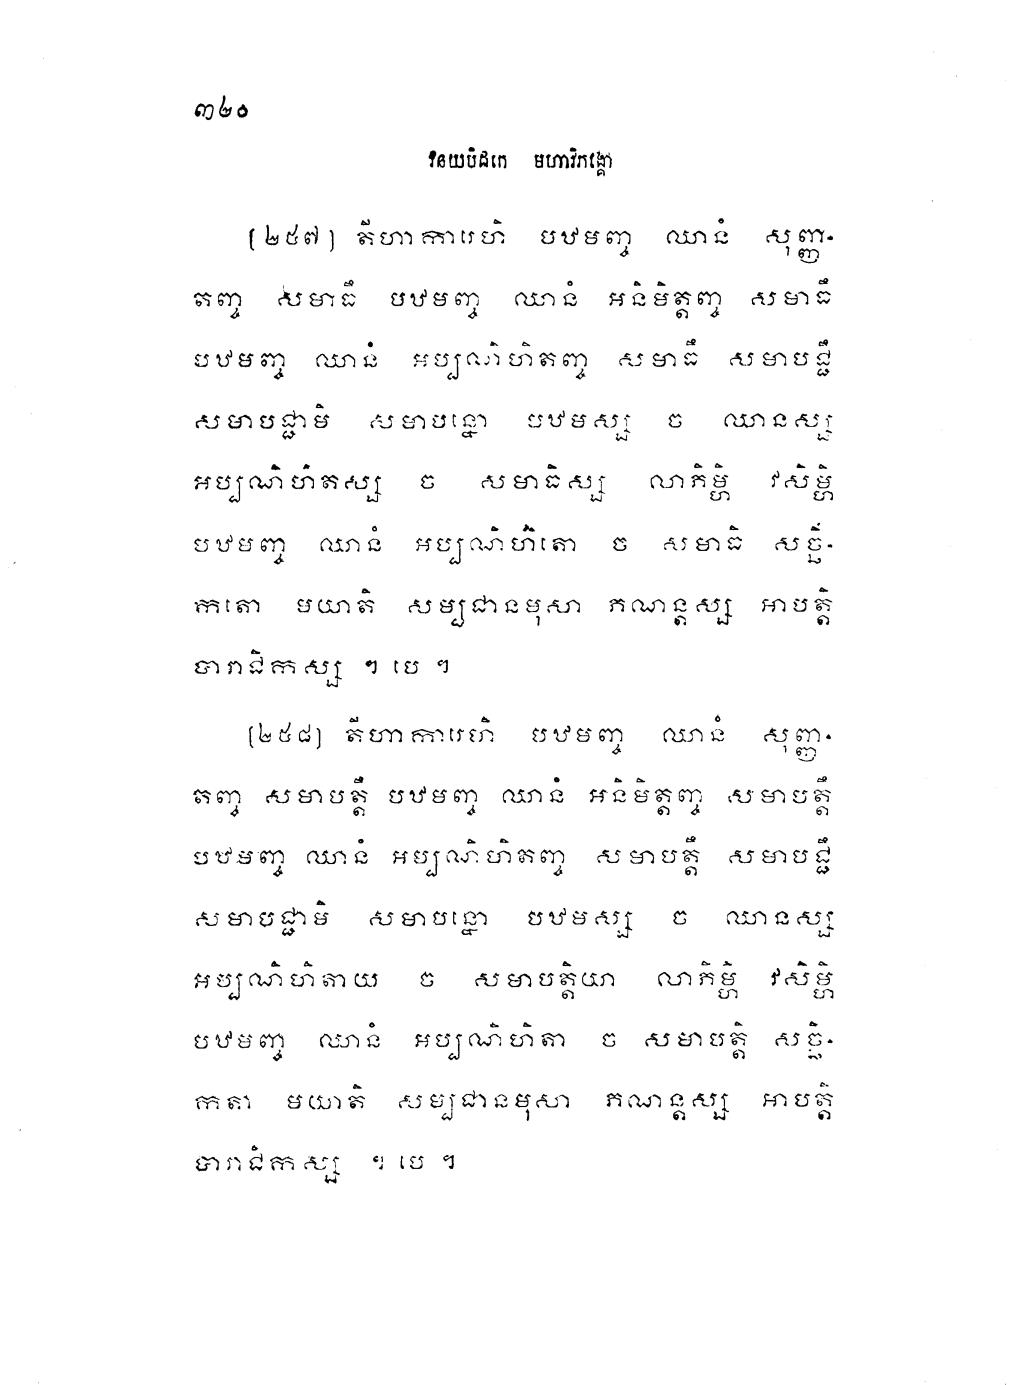 ៣២០
វិនយបិដកេ មហាវិភង្គោ
(២៥៧) តីហាការេហិ បឋមញ្ច ឈានំ សុញ្ញ-
តញ្ច សមាធឹ បឋមញ្ច ឈានំ អនិមិត្តញ្ច សមាធឹ
បឋមញ្ច ឈានំ អប្បណិហិតញ្ច សមាធឹ សមាបជ្ជឹ
សមាបជ្ជាមិ សមាបន្នោ បឋមស្ស ច ឈានស្ស
អប្បណិហិតស្ស ច សមាធិស្ស លាភិម្ហិ វសិម្ហិ
បឋមញ្ច ឈានំ អប្បណិហិតោ ច សមាធិ សច្ឆិ-
កតោ មយាតិ សម្បជានមុសា ភណន្តស្ស អាបត្តិ
បារាជិកស្ស ។ បេ ។
(២៥៨) តីហាការេហិ បឋមញ្ច ឈានំ សុញ្ញ-
តញ្ច សមាបត្តឹ បឋមញ្ច ឈានំ អនិមិត្តញ្ច សមាបត្តឹ
បឋមញ្ច ឈានំ អប្បណិហិតញ្ច សមាបត្តឹ សមាបជ្ជឹ
សមាបជ្ជាមិ សមាបន្នោ បឋមស្ស ច ឈានស្ស
អប្បណិហិតាយ ច សមាបត្តិយា លាភិម្ហិ វសិម្ហិ
បឋមញ្ច ឈានំ អប្បណិហិតា ច សមាបត្តិ សច្ឆិ-
កតា មយាតិ សម្បជានមុសា ភណន្តស្ស អាបត្តិ
បារាជិកស្ស ។ បេ ។